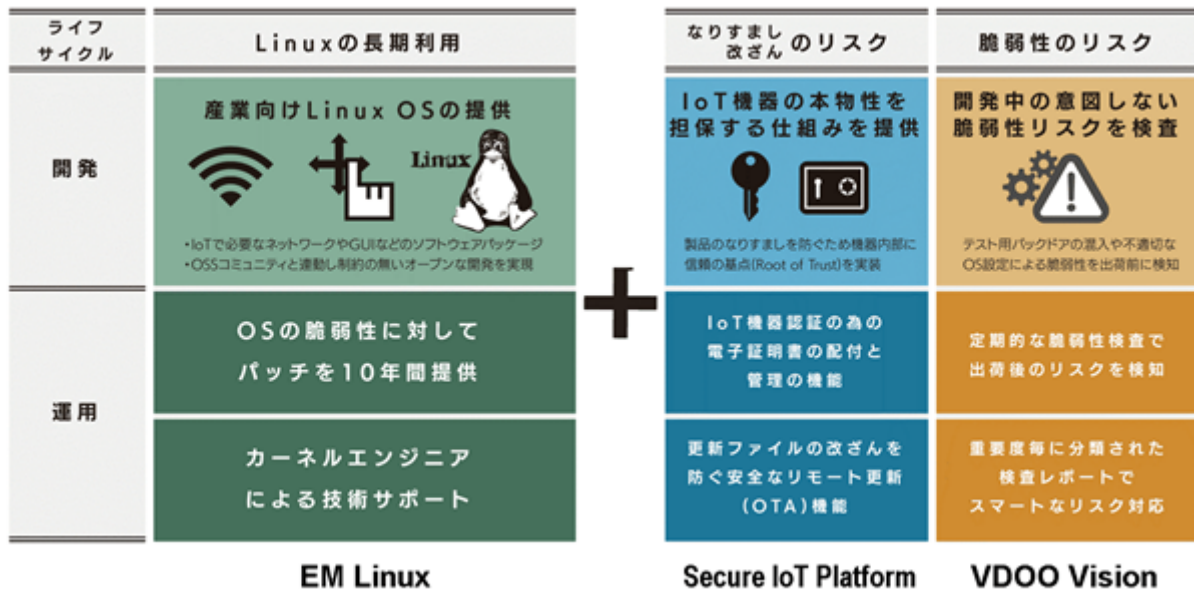 ライフ
サイクル
Linuxの長期利用
なりすまし
改ざん
のリスク
脆弱性のリスク
開発
産業向けLinux OSの提供
Linux
・IoTで必要なネットワークやGUIなどのソフトウェアパッケージ
・OSSコミュニティと連動し制約の無いオープンな開発を実現
IoT機器の本物性を
担保する仕組みを提供
製品のなりすましを防ぐため機器内部に
信頼の基点(Root of Trust)を実装
開発中の意図しない
脆弱性リスクを検査
テスト用バックドアの混入や不適切な
OS設定による脆弱性を出荷前に検知
運用
OSの脆弱性に対して
パッチを10年間提供
IoT機器認証の為の
電子証明書の配付と
管理の機能
定期的な脆弱性検査で
出荷後のリスクを検知
カーネルエンジニア
による技術サポート
更新ファイルの改ざんを
防ぐ安全なリモート更新
(OTA)機能
重要度毎に分類された
検査レポートで
スマートなリスク対応
EM Linux
Secure IoT Platform
VDOO Vision